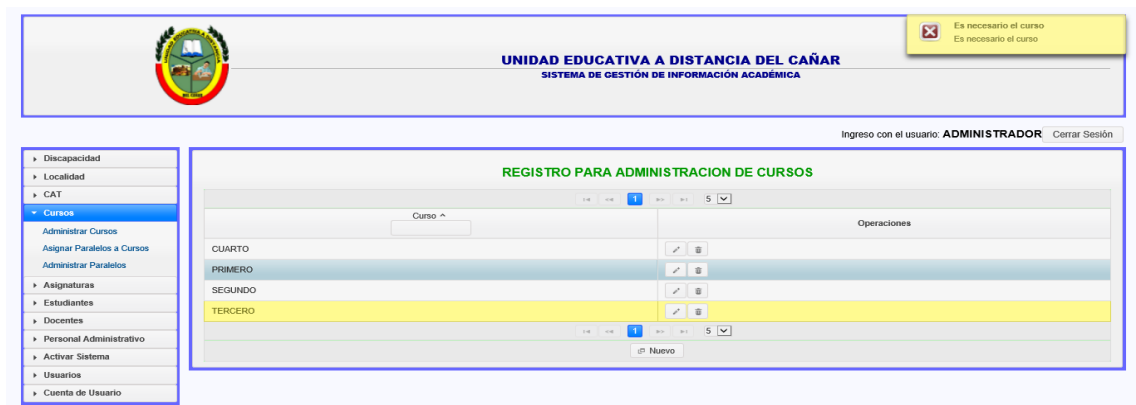 Es necesario el curso
Es necesario el curso
UNIDAD EDUCATIVA A DISTANCIA DEL CAÑAR
SISTEMA DE GESTIÓN DE INFORMACIÓN ACADÉMICA
Ingreso con el usuario: ADMINISTRADOR Cerrar Sesión
Discapacidad
Localidad
CAT
Cursos
Administrar Cursos
Asignar Paralelos a Cursos
Administrar Paralelos
Asignaturas
Estudiantes
Docentes
Personal Administrativo
Activar Sistema
Usuarios
Cuenta de Usuario
REGISTRO PARA ADMINISTRACION DE CURSOS
1 5
Curso Operaciones
CUARTO
PRIMERO
SEGUNDO
TERCERO
1 5
Nuevo